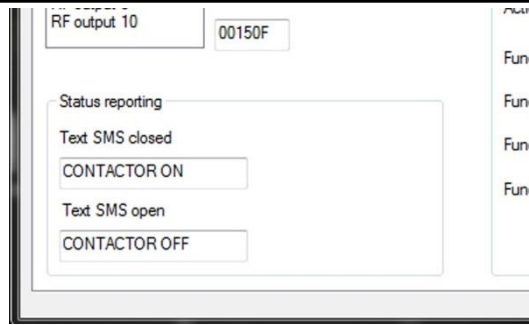 RF output 10
00150F
Status reporting
Text SMS closed
CONTACTOR ON
Text SMS open
CONTACTOR OFF